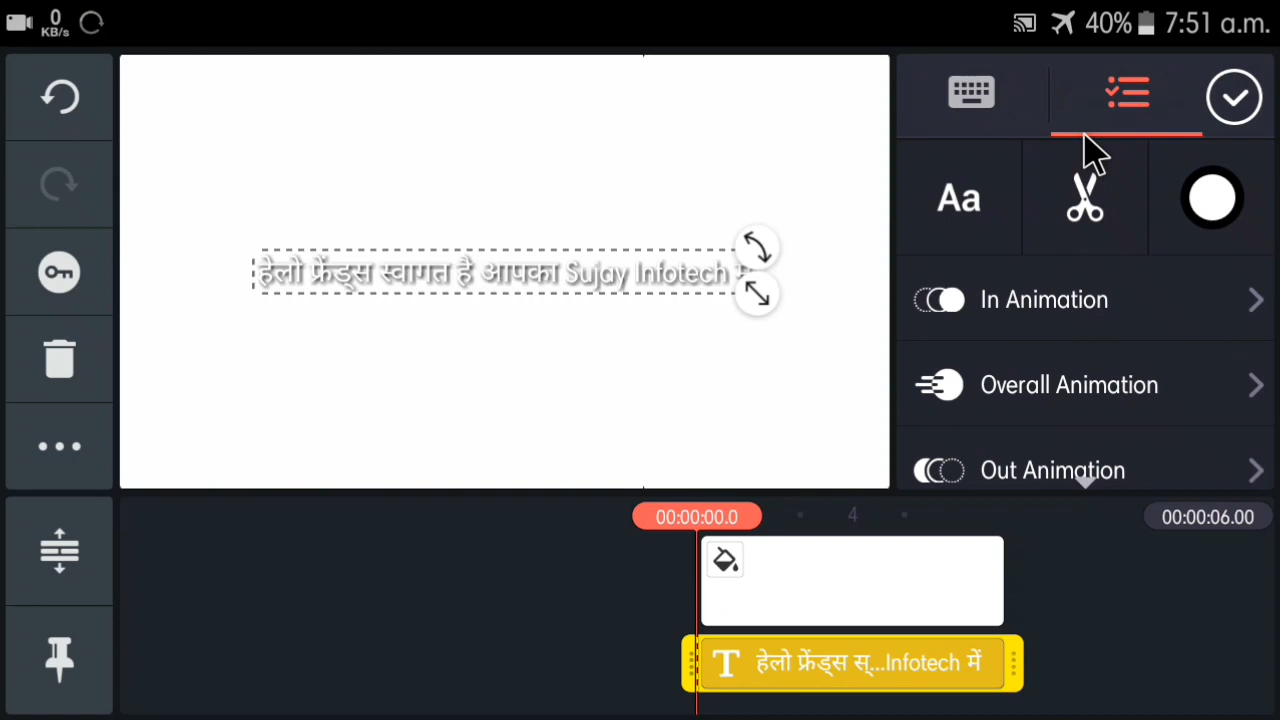 0
KB/s
40%
7:51 a.m.
हेलो फ्रेंड्स स्वागत है आपका Sujay Infotech
Aa
In Animation
Overall Animation
Out Animation
00:00:00.0
4
00:00:06.00
T हेलो फ्रेंड्स स्...Infotech में